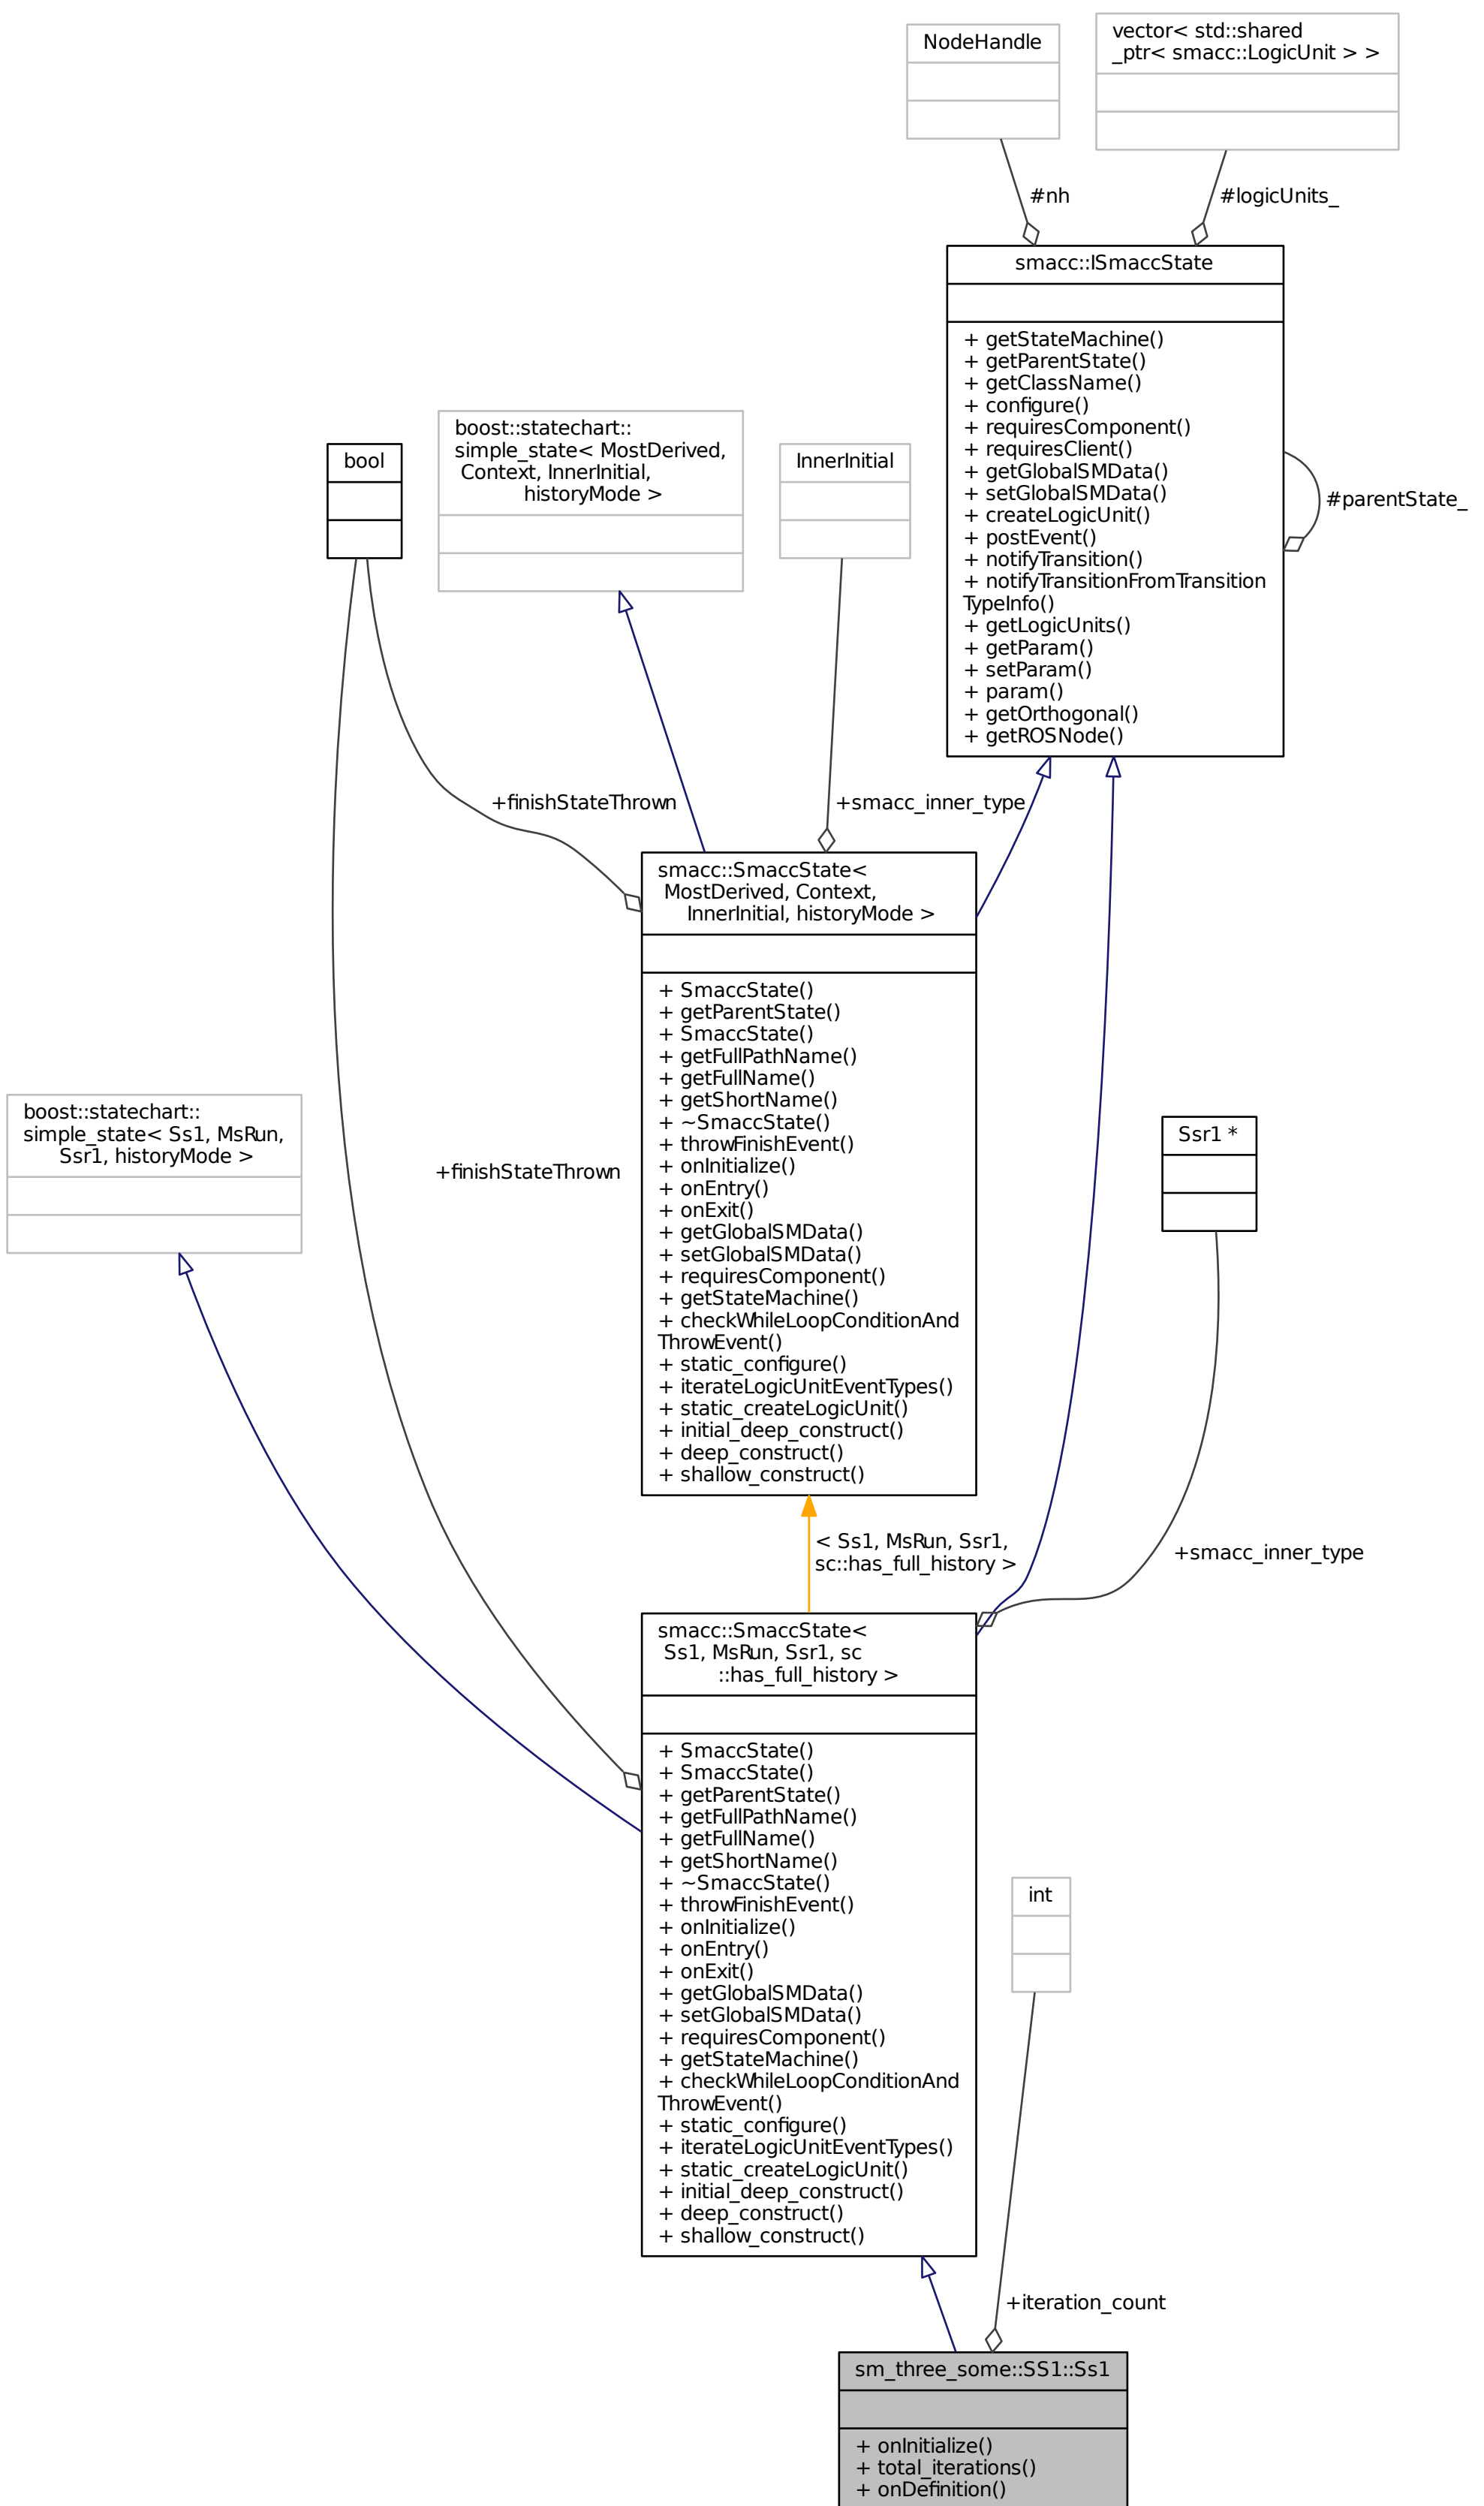 NodeHandle
vector< std::shared
_ptr< smacc::LogicUnit > >
#nh
#logicUnits_
smacc::ISmaccState
+ getStateMachine()
+ getParentState()
+ getClassName()
+ configure()
+ requiresComponent()
+ requiresClient()
+ getGlobalSMData()
+ setGlobalSMData()
+ createLogicUnit()
+ postEvent()
+ notifyTransition()
+ notifyTransitionFromTransition
TypeInfo()
+ getLogicUnits()
+ getParam()
+ setParam()
+ param()
+ getOrthogonal()
+ getROSNode()
#parentState_
bool
boost::statechart::
simple_state< MostDerived,
Context, InnerInitial,
historyMode >
InnerInitial
+finishStateThrown
+smacc_inner_type
smacc::SmaccState<
MostDerived, Context,
InnerInitial, historyMode >
+ SmaccState()
+ getParentState()
+ SmaccState()
+ getFullPathName()
+ getFullName()
+ getShortName()
+ ~SmaccState()
+ throwFinishEvent()
+ onInitialize()
+ onEntry()
+ onExit()
+ getGlobalSMData()
+ setGlobalSMData()
+ requiresComponent()
+ getStateMachine()
+ checkWhileLoopConditionAnd
ThrowEvent()
+ static_configure()
+ iterateLogicUnitEventTypes()
+ static_createLogicUnit()
+ initial_deep_construct()
+ deep_construct()
+ shallow_construct()
boost::statechart::
simple_state< Ss1, MsRun,
Ssr1, historyMode >
+finishStateThrown
Ssr1 *
< Ss1, MsRun, Ssr1,
sc::has_full_history >
+smacc_inner_type
smacc::SmaccState<
Ss1, MsRun, Ssr1, sc
::has_full_history >
+ SmaccState()
+ SmaccState()
+ getParentState()
+ getFullPathName()
+ getFullName()
+ getShortName()
+ ~SmaccState()
+ throwFinishEvent()
+ onInitialize()
+ onEntry()
+ onExit()
+ getGlobalSMData()
+ setGlobalSMData()
+ requiresComponent()
+ getStateMachine()
+ checkWhileLoopConditionAnd
ThrowEvent()
+ static_configure()
+ iterateLogicUnitEventTypes()
+ static_createLogicUnit()
+ initial_deep_construct()
+ deep_construct()
+ shallow_construct()
int
+iteration_count
sm_three_some::SS1::Ss1
+ onInitialize()
+ total_iterations()
+ onDefinition()